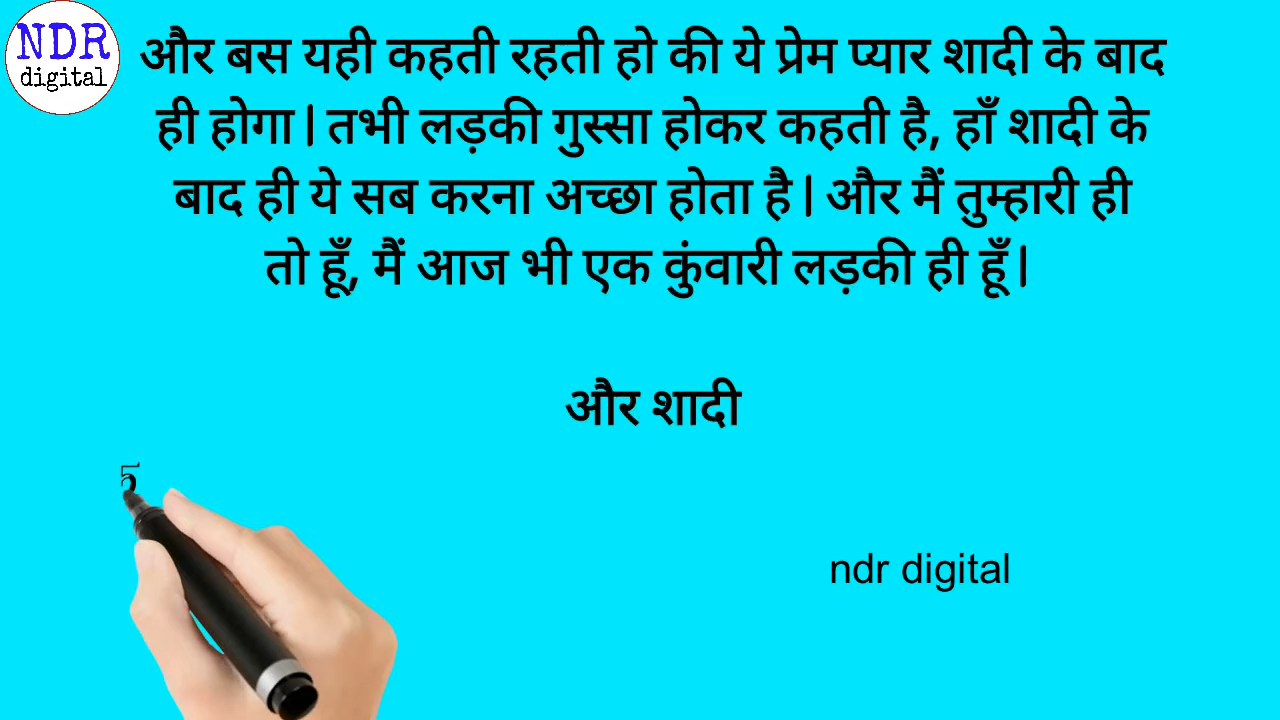 NDR
digital
और बस यही कहती रहती हो की ये प्रेम प्यार शादी के बाद
ही होगा | तभी लड़की गुस्सा होकर कहती है, हाँ शादी के
बाद ही ये सब करना अच्छा होता है | और मैं तुम्हारी ही
तो हूँ, मैं आज भी एक कुंवारी लड़की ही हूँ |
और शादी
5
ndr digital